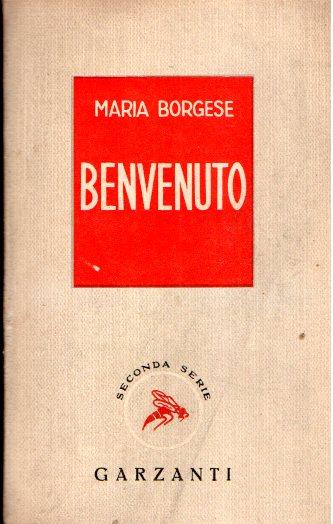 MARIA BORGESE
BENVENUTO
SECONDA SERIE
GARZANTI